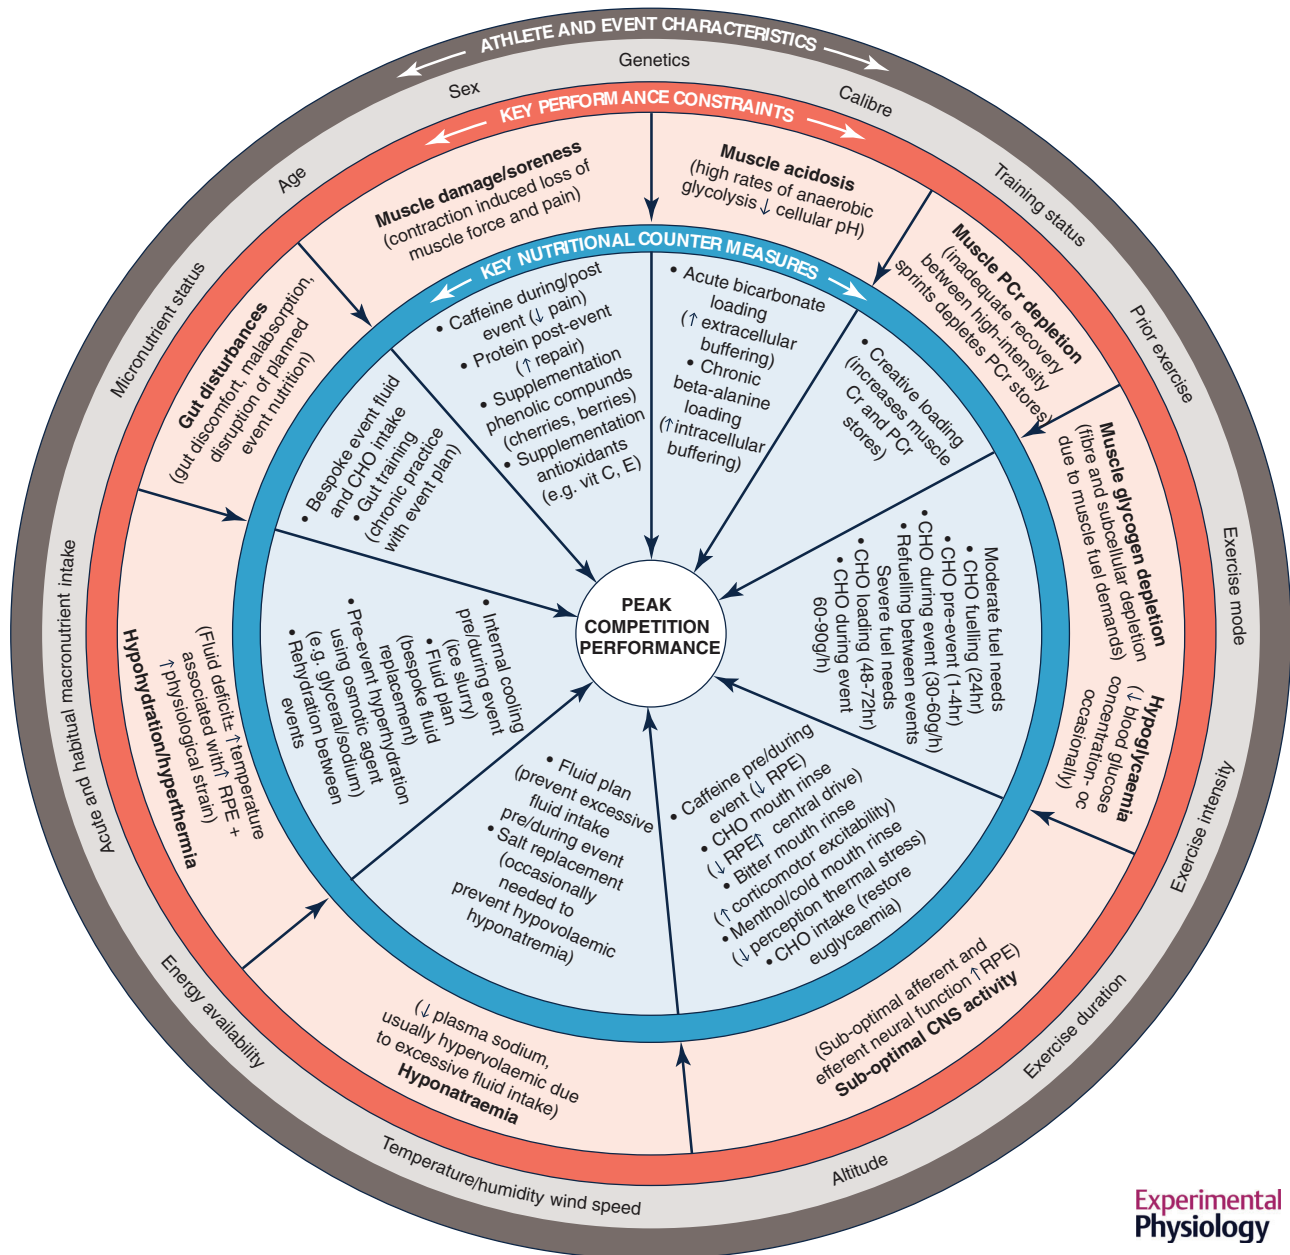 ATHLETE AND EVENT CHARACTERISTICS
Genetics
Calibre
Training status
Prior exercise
Exercise mode
Exercise intensity
Exercise duration
Altitude
Temperature/humidity wind speed
Energy availability
Acute and habitual macronutrient intake
Micronutrient status
Age
Sex
KEY PERFORMANCE CONSTRAINTS
Muscle acidosis
(high rates of anaerobic
glycolysis ↓ cellular
pH)
Muscle PCr depletion
(inadequate recovery
between high-intensity
sprints depletes PCr stores)
Muscle glycogen depletion
(fibre and subcellular depletion
due to muscle fuel demands)
Hypoglycaemia
(↓ blood glucose
concentration- oc
occasionally)
(Sub-optimal afferent and
efferent neural function ↑ RPE)
Sub-optimal CNS activity
(↓ plasma sodium,
usually hypervolaemic due
to excessive fluid intake)
Hyponatraemia
(Fluid deficit± ↑temperature
associated with↑ RPE +
↑physiological strain)
Hypohydration/hyperthermia
Gut disturbances
(gut discomfort, malabsorption,
disruption of planned
event nutrition)
Muscle damage/soreness
(contraction induced loss of
muscle force and pain)
KEY NUTRITIONAL COUNTER MEASURES
• Acute bicarbonate
loading
(↑ extracellular
buffering)
• Chronic
beta-alanine
loading
(↑intracellular
buffering)
• Creative loading
(increases muscle
Cr and PCr
stores)
Moderate fuel needs
• CHO fuelling (24hr)
• CHO pre-event (1-4hr)
• CHO during event (30-60g/h)
• Refuelling between events
Severe fuel needs
• CHO loading (48-72hr)
• CHO during event
60-90g/h)
• Caffeine pre/during
event (↓ RPE)
• CHO mouth rinse
(↓ RPE↑ central drive)
• Bitter mouth rinse
(↑ corticomotor excitability)
• Menthol/cold mouth rinse
(↓ perception thermal stress)
• CHO intake (restore
euglycaemia)
• Fluid plan
(prevent excessive
fluid intake
pre/during event
• Salt replacement
(occasionally
needed to
prevent hypovolaemic
hyponatremia)
• Internal cooling
pre/during event
(ice slurry)
• Fluid plan
(bespoke fluid
replacement)
• Pre-event hyperhydration
using osmotic agent
(e.g. glyceral/sodium)
• Rehydration between
events
• Bespoke event fluid
and CHO intake
• Gut training
(chronic practice
with event plan)
• Caffeine during/post
event (↓ pain)
• Protein post-event
(↑ repair)
• Supplementation
phenolic compunds
(cherries, berries)
• Supplementation
antioxidants
(e.g. vit C, E)
PEAK
COMPETITION
PERFORMANCE
Experimental
Physiology